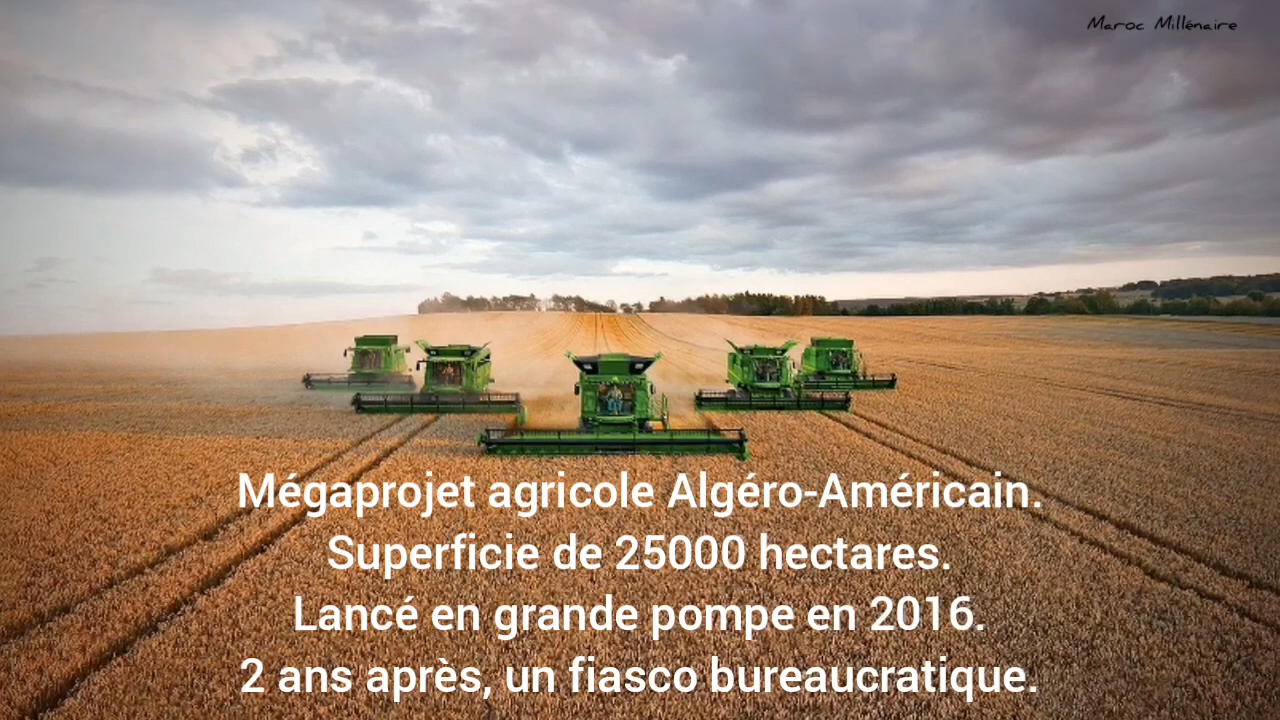 Maroc Millénaire
Mégaprojet agricole Algéro-Américain.
Superficie de 25000 hectares.
Lancé en grande pompe en 2016.
2 ans après, un fiasco bureaucratique.